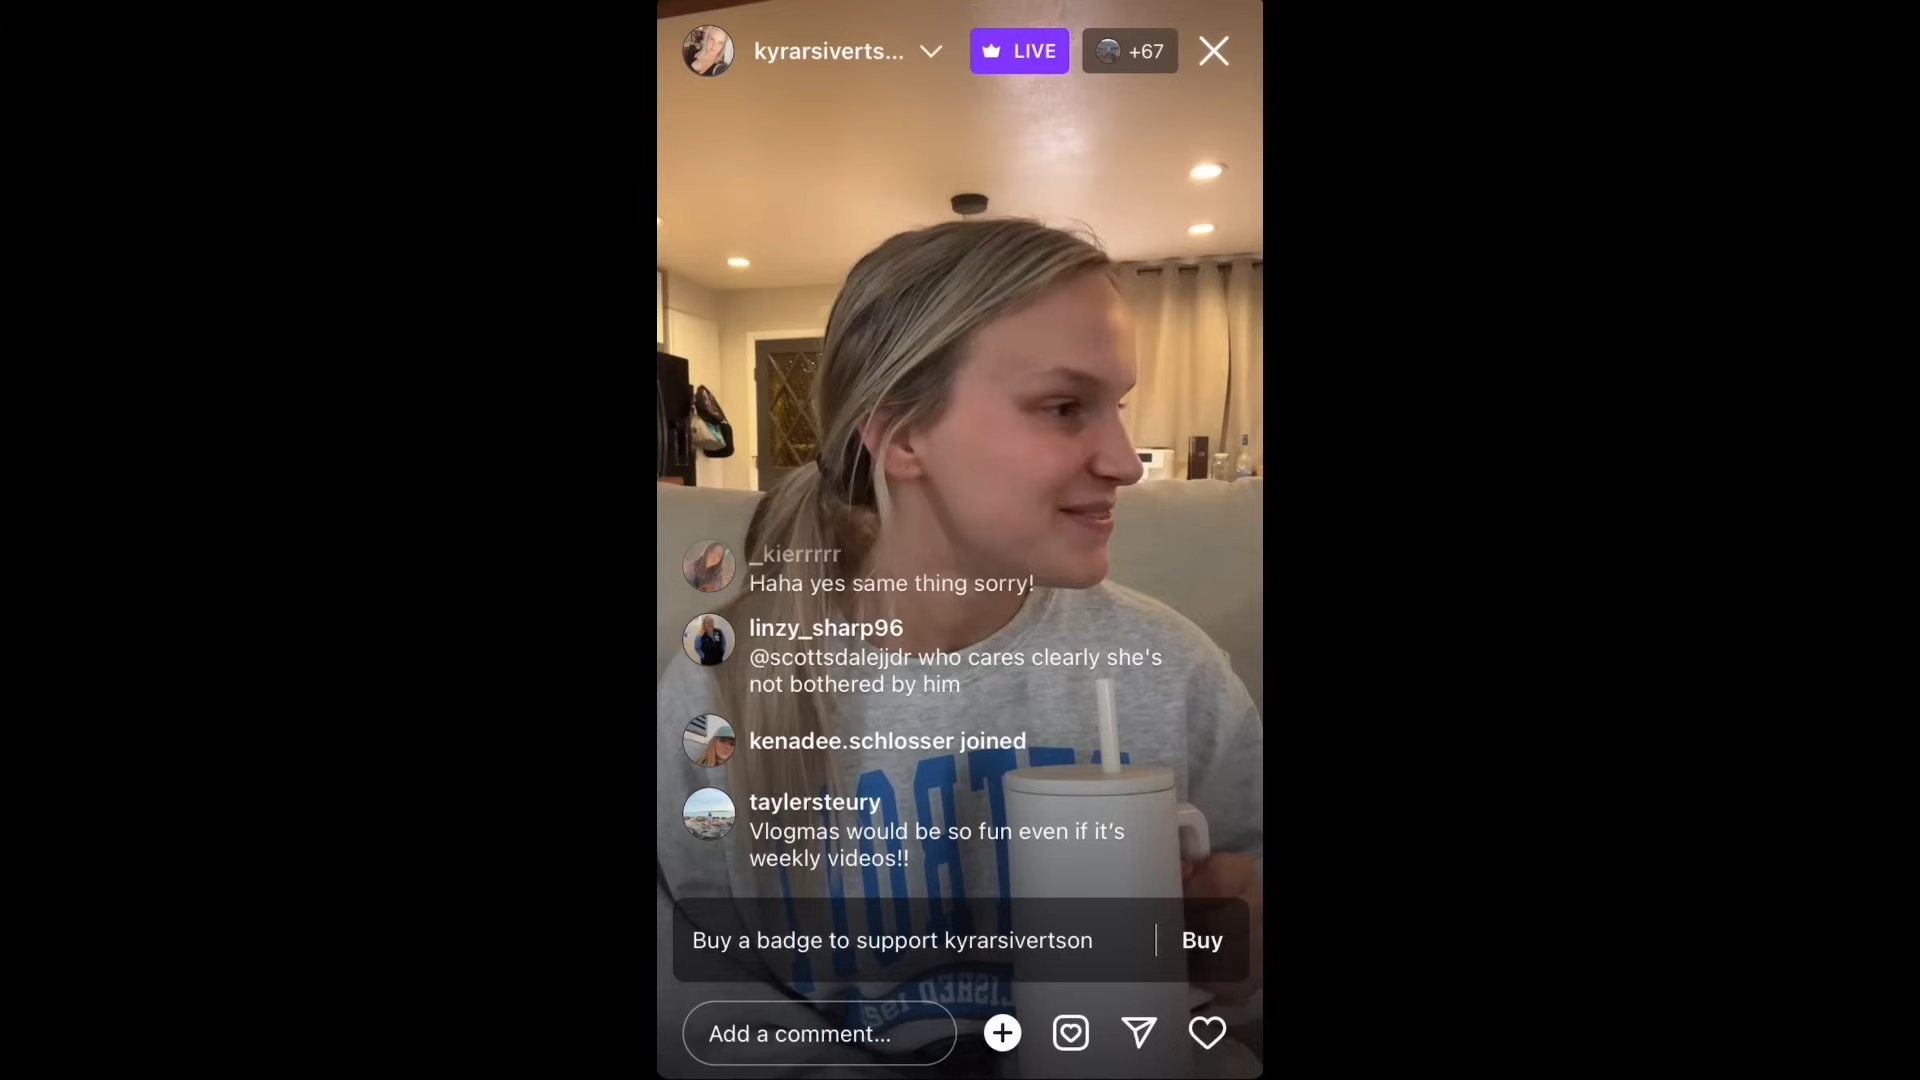 kyrarsiverts...
LIVE
+67
_kierrrrr
Haha yes same thing sorry!
linzy_sharp96
@scottsdalejjdr who cares clearly she's
not bothered by him
kenadee.schlosser joined
taylersteury
Vlogmas would be so fun even if it’s
weekly videos!!
Buy a badge to support kyrarsivertson
Buy
Add a comment...